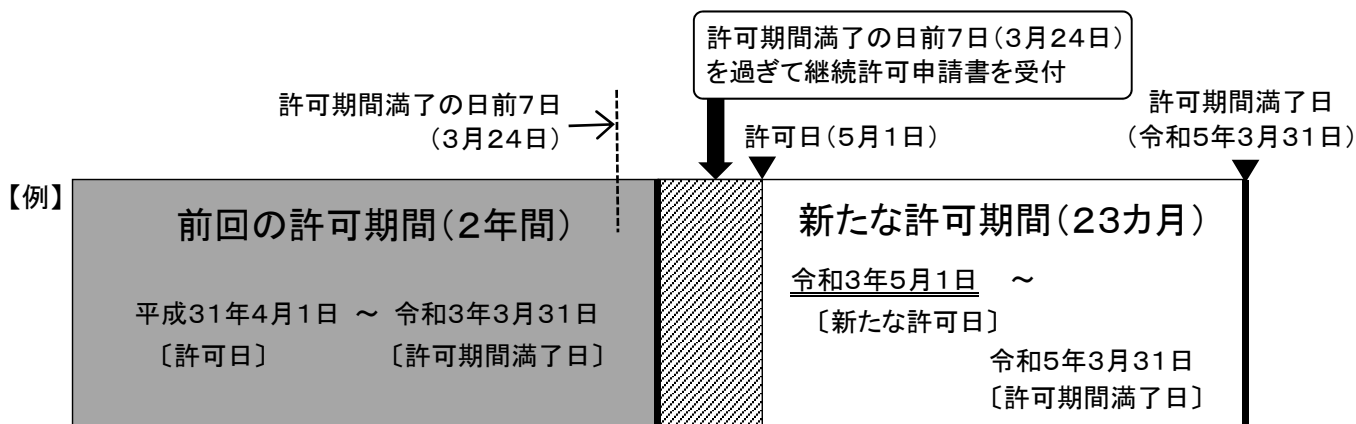 許可期間満了の日前7日(3月24日)
を過ぎて継続許可申請書を受付
許可期間満了の日前7日
(3月24日)
許可日(5月1日)
許可期間満了日
(令和5年3月31日)
【例】
前回の許可期間(2年間)
平成31年4月1日 ～ 令和3年3月31日
〔許可日〕 〔許可期間満了日〕
新たな許可期間(23カ月)
令和3年5月1日 ～
〔新たな許可日〕
令和5年3月31日
〔許可期間満了日〕